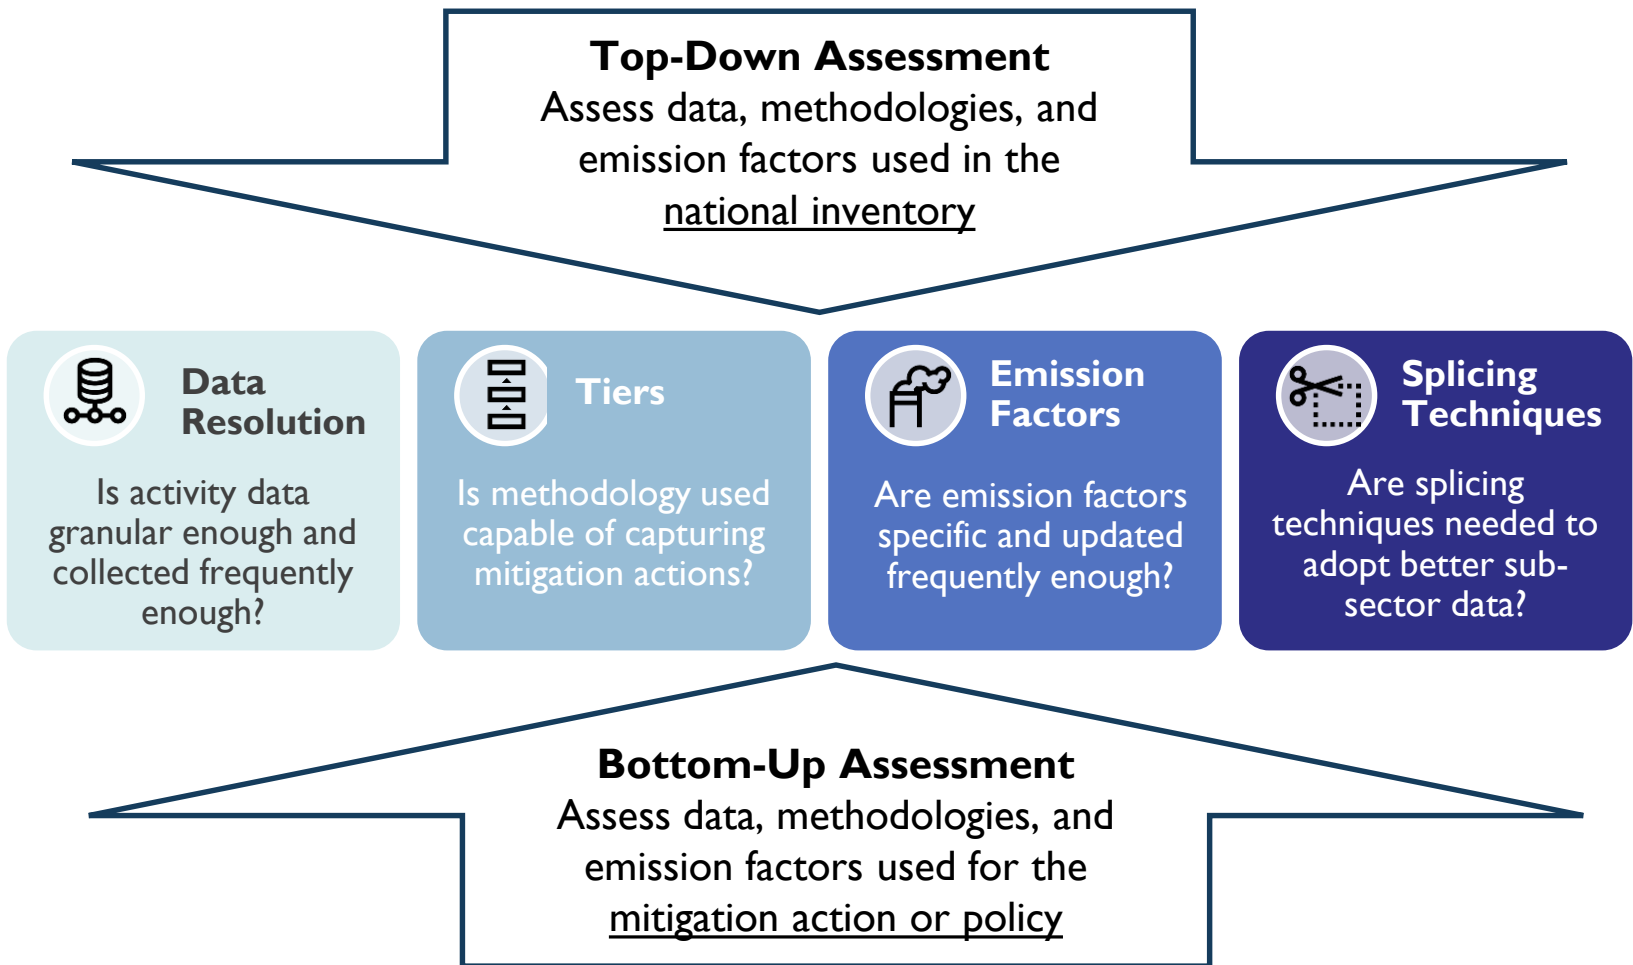 Top-Down Assessment
Assess data, methodologies, and
emission factors used in the
national inventory
Data
Resolution
Is activity data
granular enough and
collected frequently
enough?
Tiers
Is methodology used
capable of capturing
mitigation actions?
Emission
Factors
Are emission factors
specific and updated
frequently enough?
Splicing
Techniques
Are splicing
techniques needed to
adopt better sub-
sector data?
Bottom-Up Assessment
Assess data, methodologies, and
emission factors used for the
mitigation action or policy